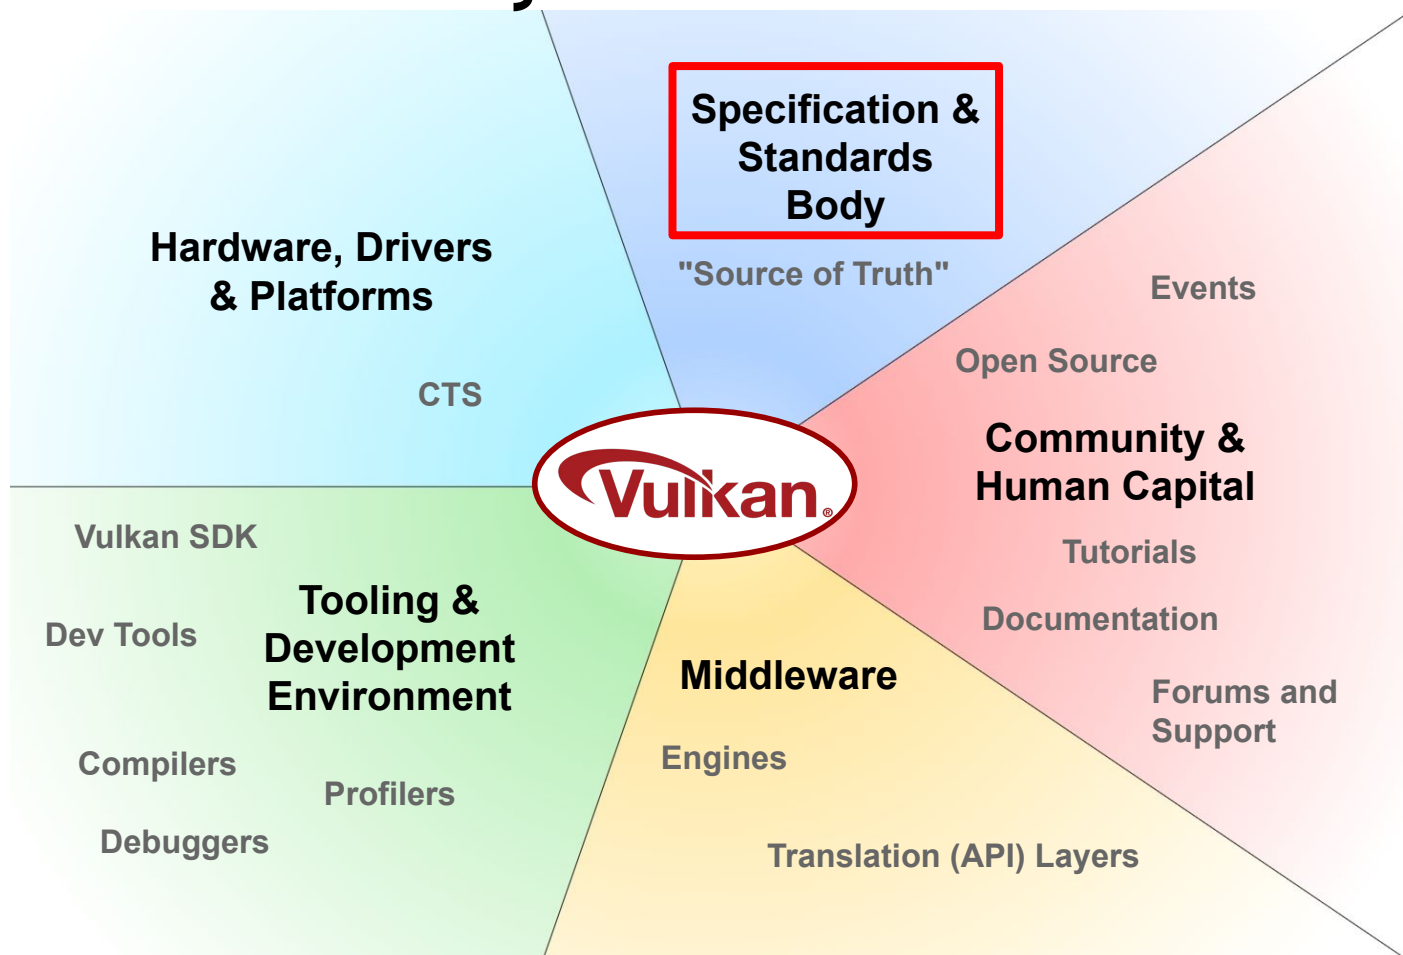 Specification &
Standards
Body
"Source of Truth"
Hardware, Drivers
& Platforms
CTS
Events
Open Source
Community &
Human Capital
Tutorials
Documentation
Forums and
Support
Vulkan®
Vulkan SDK
Tooling &
Development
Environment
Dev Tools
Compilers
Profilers
Debuggers
Middleware
Engines
Translation (API) Layers